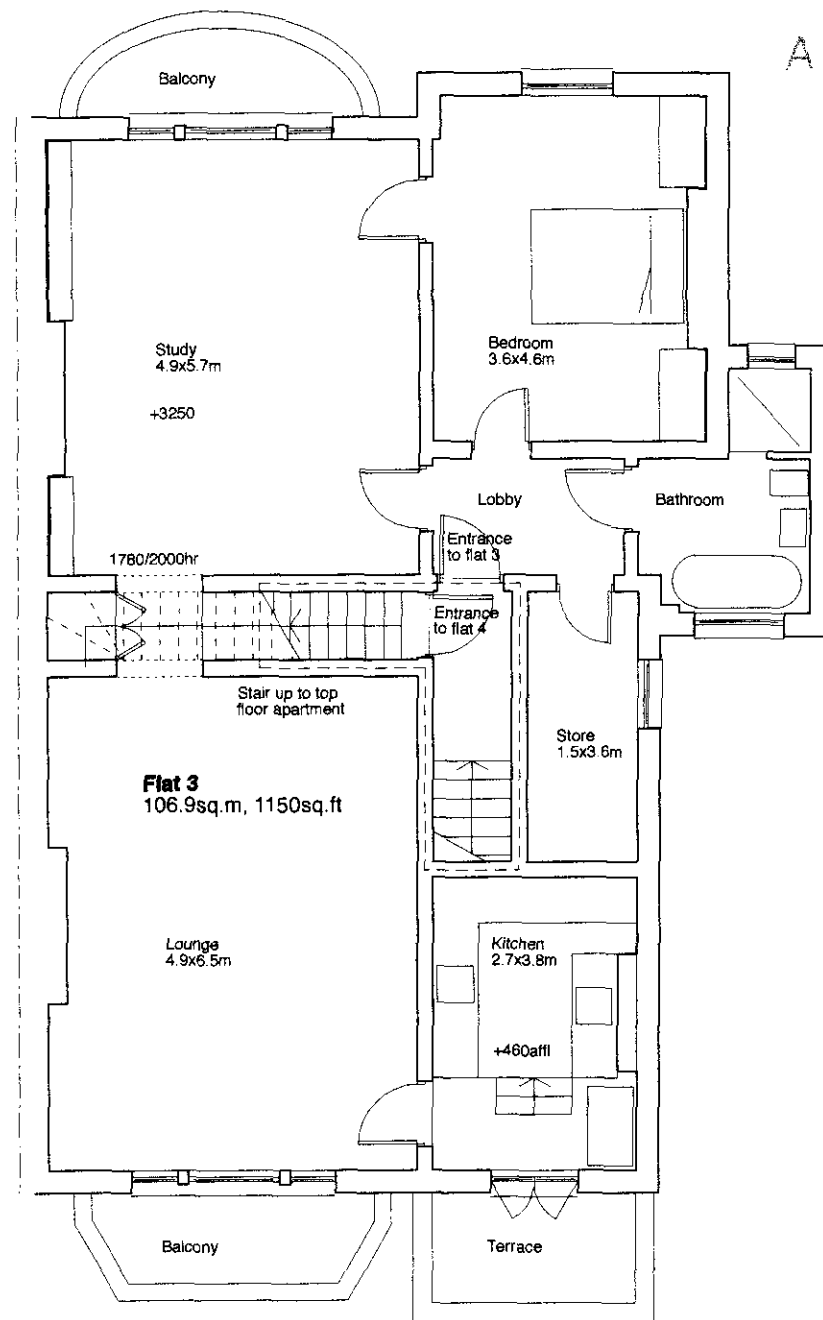 A
Balcony
Study
4.9x5.7m
+3250
Bedroom
3.6x4.6m
Lobby
Bathroom
Entrance
to flat 3
1780/2000hr
Entrance
to flat 4
Stair up to top
floor apartment
Store
1.5x3.6m
Flat 3
106.9sq.m, 1150sq.ft
Lounge
4.9x6.5m
Kitchen
2.7x3.8m
+460affl
Balcony
Terrace